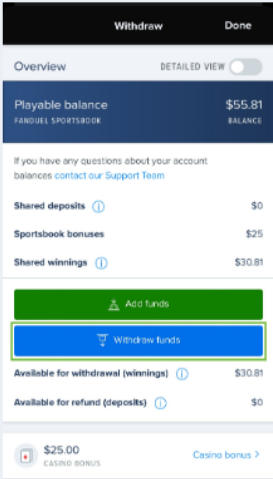 Withdraw Done
Overview DETAILED VIEW
Playable balance $55.81
FANDUEL SPORTSBOOK BALANCE
If you have any questions about your account
balances contact our Support Team
Shared deposits $0
Sportsbook bonuses $25
Shared winnings $30.81
Add funds
Withdraw funds
Available for withdrawal (winnings) $30.81
Available for refund (deposits) $0
$25.00
CASINO BONUS
Casino bonus >